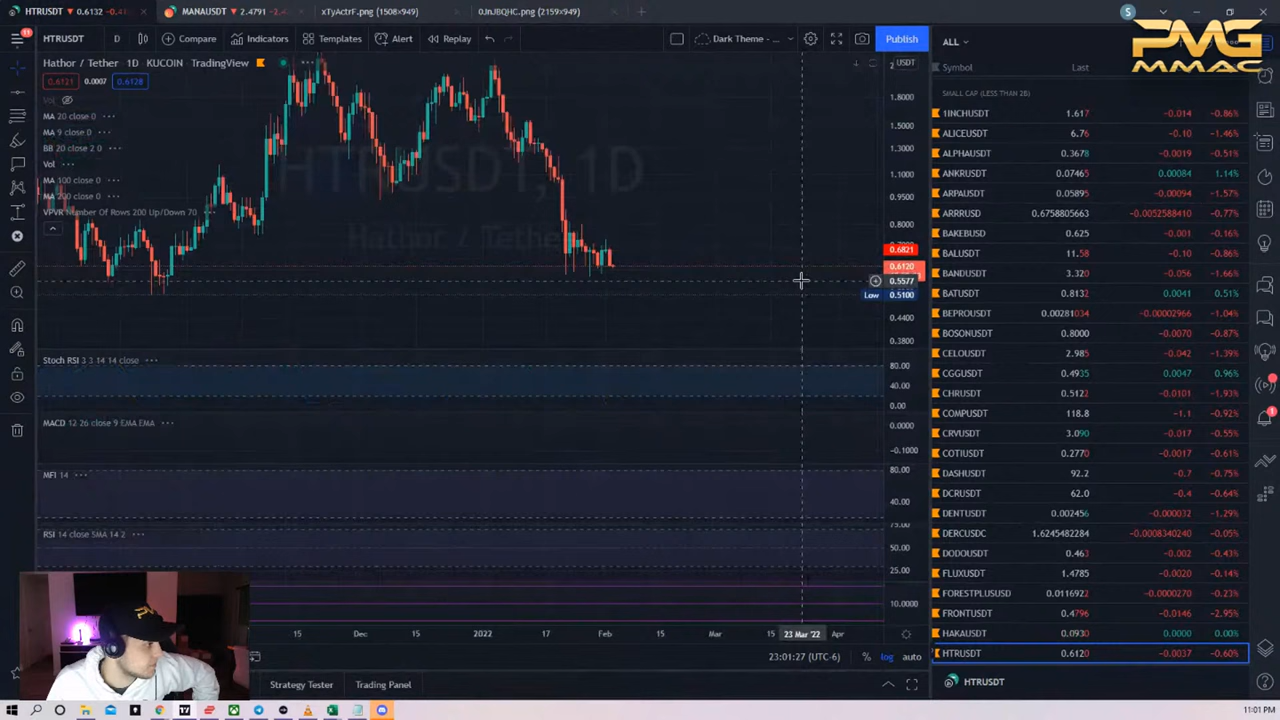 HTRUSDT 0.6132
MANAUSDT 2.4791
xTyActrF.png (1508×949)
0JnJBQHC.png (2159×949)
S
11
HTRUSDT
D
Compare
Indicators
Templates
Alert
Replay
Dark Theme
Publish
PMG
MMAC
ALL
Symbol
Last
Hathor / Tether 1D KUCOIN TradingView
0.6121 0.0007 0.6128
Vol
MA 20 close 0
MA 9 close 0
BB 20 close 2 0
Vol
MA 100 close 0
MA 200 close 0
VPVR Number Of Rows 200 Up/Down 70
HTRUSDT, 1D
Hathor / Tether
USDT
1.8000
1.5000
1.3000
1.1000
0.9500
0.8000
0.6821
0.6120
0.5577
Low 0.5100
0.4400
0.3800
Stoch RSI 3 3 14 14 close
80.00
40.00
0.00
MACD 12 26 close 9 EMA EMA
0.0000
-0.1000
MFI 14
80.00
40.00
RSI 14 close SMA 14 2
75.00
50.00
25.00
10.0000
15
Dec
15
2022
17
Feb
15
Mar
15
23 Mar '22
Apr
23:01:27 (UTC-6)
%
log
auto
Strategy Tester
Trading Panel
SMALL CAP (LESS THAN 2B)
1INCHUSDT 1.617 −0.014 −0.86%
ALICEUSDT 6.76 −0.10 −1.46%
ALPHAUSDT 0.3678 −0.0019 −0.51%
ANKRUSDT 0.07465 0.00084 1.14%
ARPAUSDT 0.05895 −0.00094 −1.57%
ARRRUSD 0.6758805663 −0.0052588410 −0.77%
BAKEBUSD 0.625 −0.001 −0.16%
BALUSDT 11.58 −0.10 −0.86%
BANDUSDT 3.320 −0.056 −1.66%
BATUSDT 0.8132 0.0041 0.51%
BEPROUSDT 0.00281034 −0.00002966 −1.04%
BOSONUSDT 0.8000 −0.0070 −0.87%
CELOUSDT 2.985 −0.042 −1.39%
CGGUSDT 0.4935 0.0047 0.96%
CHRUSDT 0.5122 −0.0101 −1.93%
COMPUSDT 118.8 −1.1 −0.92%
CRVUSDT 3.090 −0.017 −0.55%
COTIUSDT 0.2770 −0.0017 −0.61%
DASHUSDT 92.2 −0.7 −0.75%
DCRUSDT 62.0 −0.4 −0.64%
DENTUSDT 0.002456 −0.000032 −1.29%
DERCUSDC 1.6245482284 −0.0008340240 −0.05%
DODOUSDT 0.463 −0.002 −0.43%
FLUXUSDT 1.4785 −0.0020 −0.14%
FORESTPLUSUSD 0.011692 −0.0000270 −0.23%
FRONTUSDT 0.4796 −0.0146 −2.95%
HAKAUSDT 0.0930 0.0000 0.00%
HTRUSDT 0.6120 −0.0037 −0.60%
HTRUSDT
11:01 PM